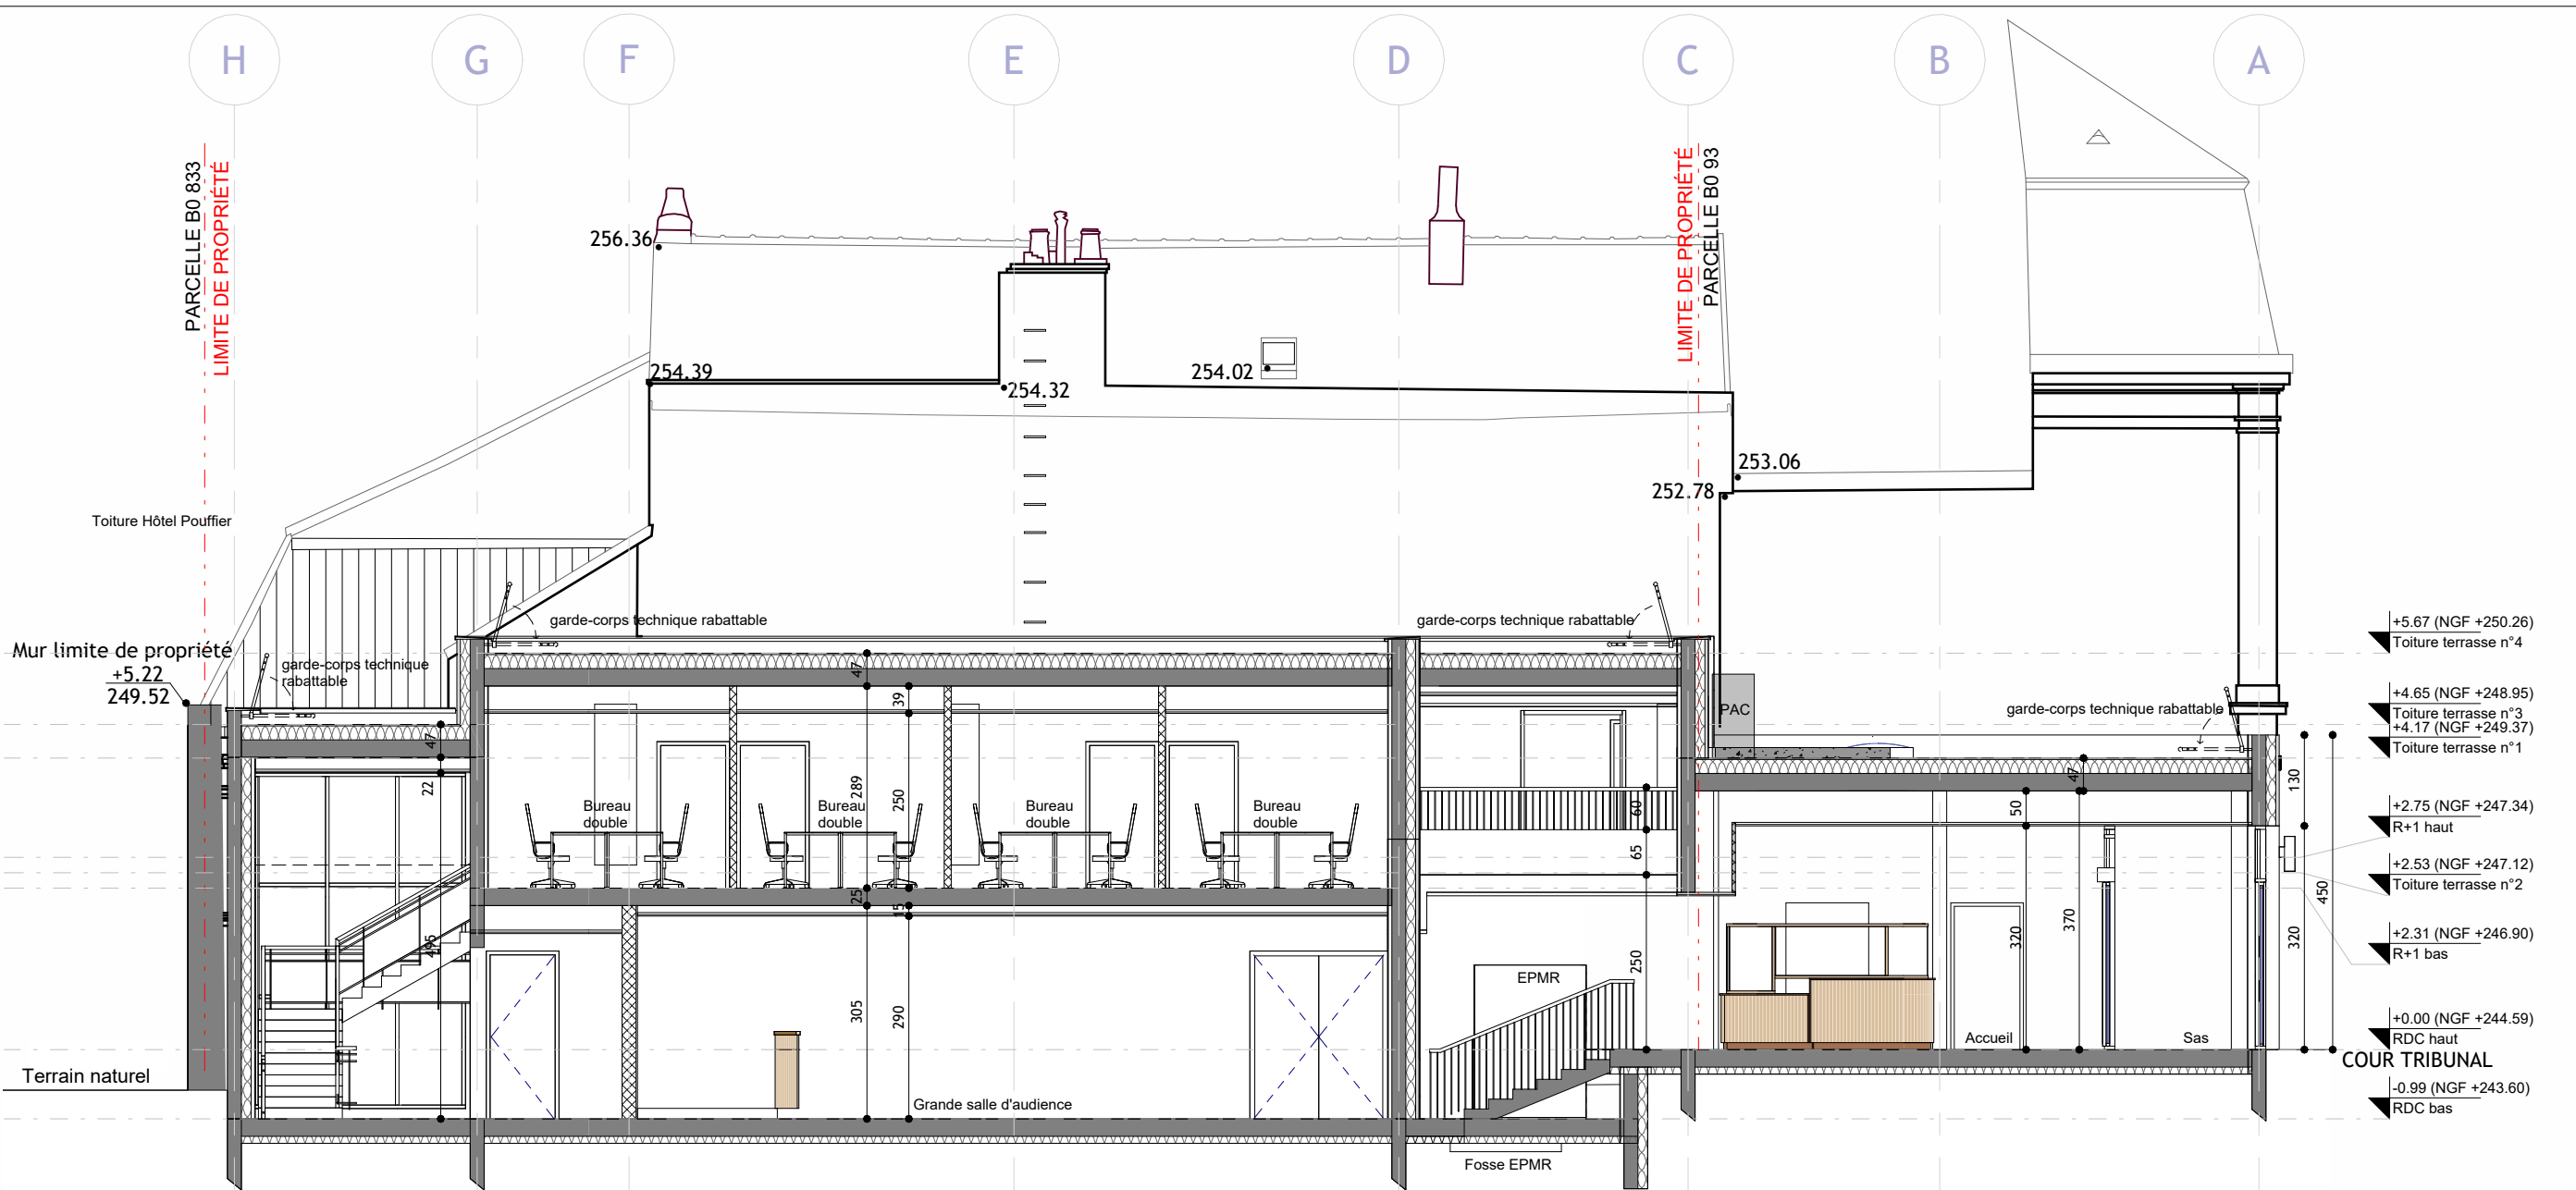 H
G
F
E
D
C
B
A
PARCELLE B0 833
LIMITE DE PROPRIÉTÉ
LIMITE DE PROPRIÉTÉ
PARCELLE B0 93
256.36
254.39
254.32
254.02
253.06
252.78
Toiture Hôtel Pouffier
garde-corps technique rabattable
garde-corps technique rabattable
Mur limite de propriété
+5.22
249.52
garde-corps technique
rabattable
garde-corps technique rabattable
PAC
+5.67 (NGF +250.26)
Toiture terrasse n°4
+4.65 (NGF +248.95)
Toiture terrasse n°3
+4.17 (NGF +249.37)
Toiture terrasse n°1
+2.75 (NGF +247.34)
R+1 haut
+2.53 (NGF +247.12)
Toiture terrasse n°2
+2.31 (NGF +246.90)
R+1 bas
+0.00 (NGF +244.59)
RDC haut
COUR TRIBUNAL
-0.99 (NGF +243.60)
RDC bas
47
39
47
22
289
250
60
65
47
50
130
450
Bureau
double
Bureau
double
Bureau
double
Bureau
double
25
15
495
305
290
250
320
370
320
EPMR
Accueil
Sas
Terrain naturel
Grande salle d'audience
Fosse EPMR